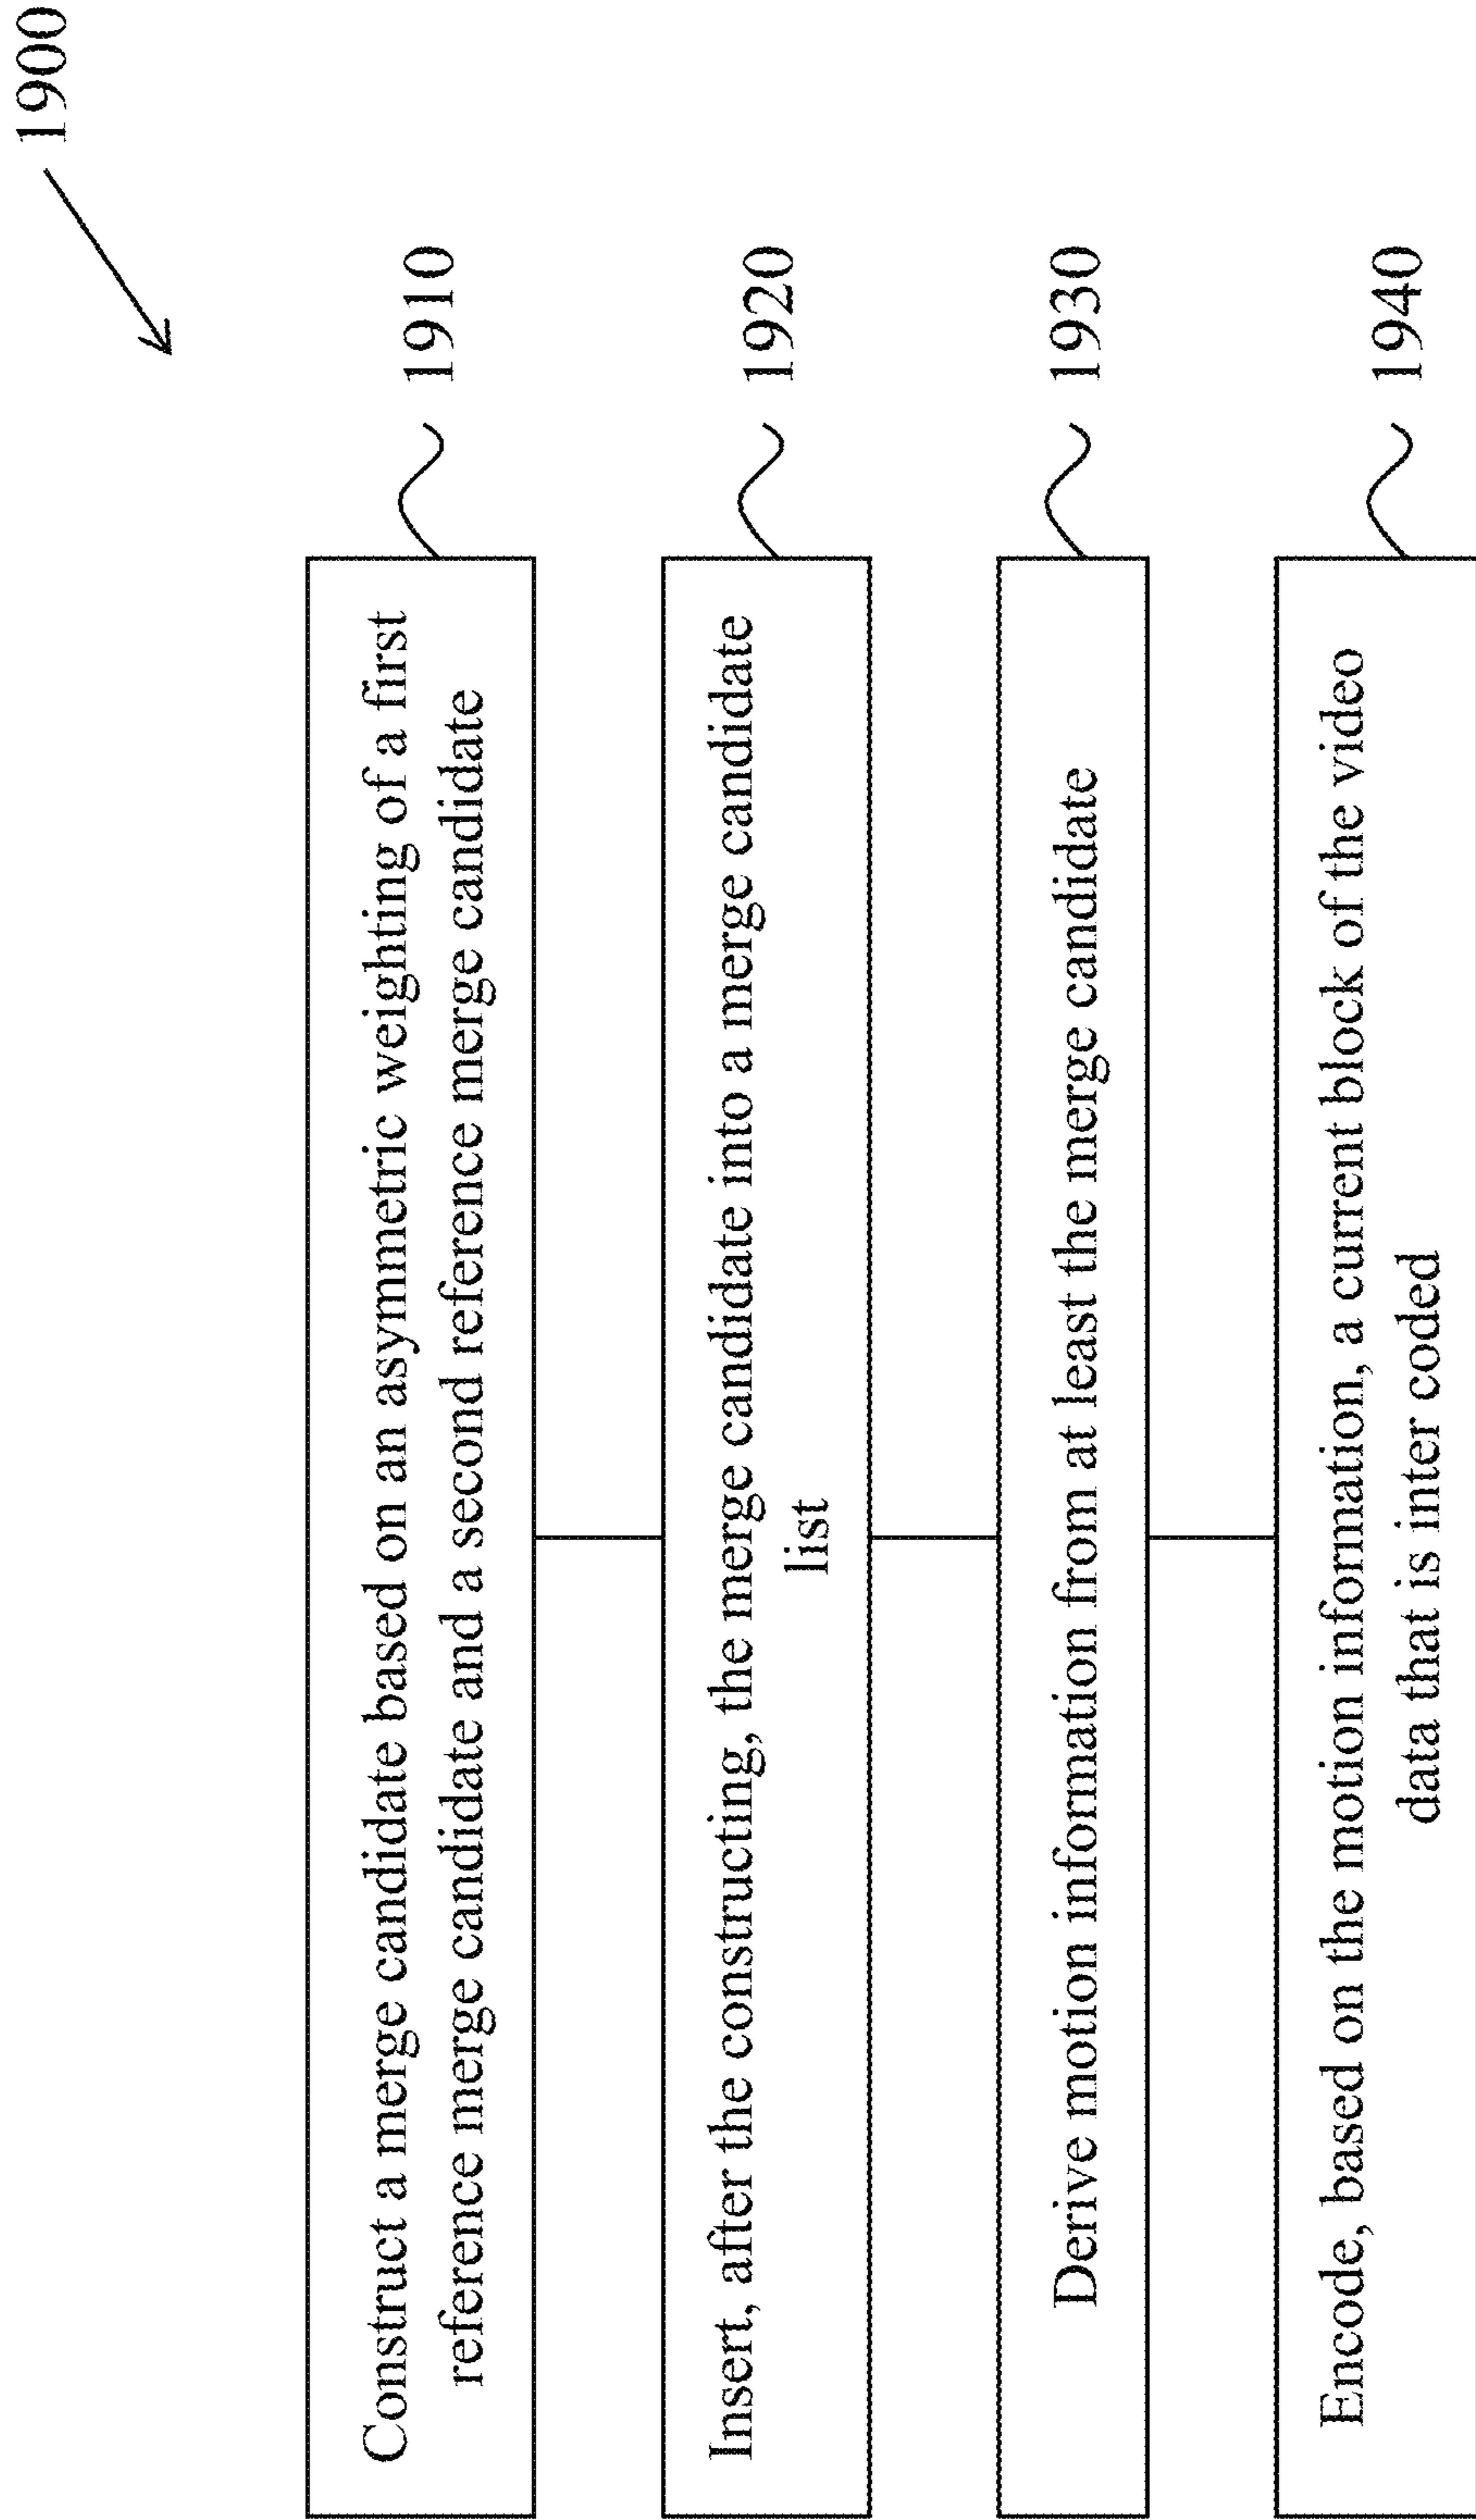 1900
Construct a merge candidate based on an asymmetric weighting of a first
reference merge candidate and a second reference merge candidate
1910
Insert, after the constructing, the merge candidate into a merge candidate
list
1920
Derive motion information from at least the merge candidate
1930
Encode, based on the motion information, a current block of the video
data that is inter coded
1940